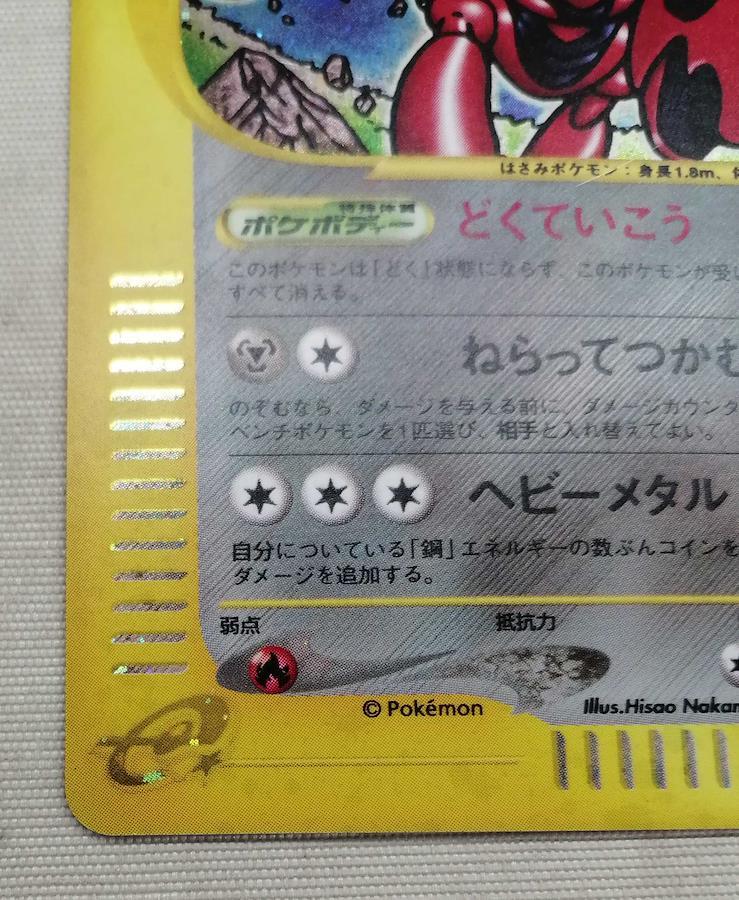 はさみポケモン：身長1.8m、
特殊体質
ポケボディー どくていこう
このポケモンは「どく」状態にならず、このポケモンが受
すべて消える。
ねらってつかむ
のぞむなら、ダメージを与える前に、ダメージカウンタ
ベンチポケモンを1匹選び、相手と入れ替えてよい。
ヘビーメタル
自分についている「鋼」エネルギーの数ぶんコインを
ダメージを追加する。
弱点 抵抗力
© Pokémon Illus.Hisao Nakam
e